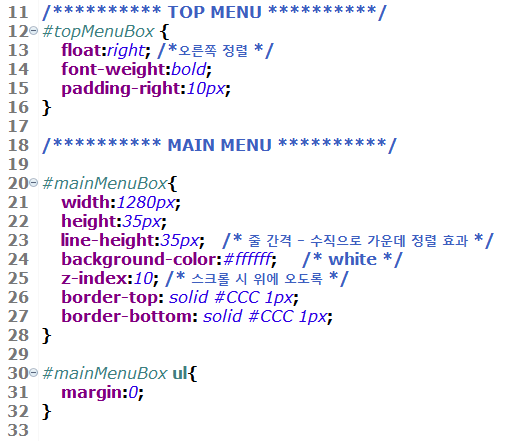 11 /********** TOP MENU **********/
12 #topMenuBox {
13 float:right; /*오른쪽 정렬 */
14 font-weight:bold;
15 padding-right:10px;
16 }
17
18 /********** MAIN MENU **********/
19
20 #mainMenuBox{
21 width:1280px;
22 height:35px;
23 line-height:35px; /* 줄 간격 - 수직으로 가운데 정렬 효과 */
24 background-color:#ffffff; /* white */
25 z-index:10; /* 스크롤 시 위에 오도록 */
26 border-top: solid #CCC 1px;
27 border-bottom: solid #CCC 1px;
28 }
29
30 #mainMenuBox ul{
31 margin:0;
32 }
33